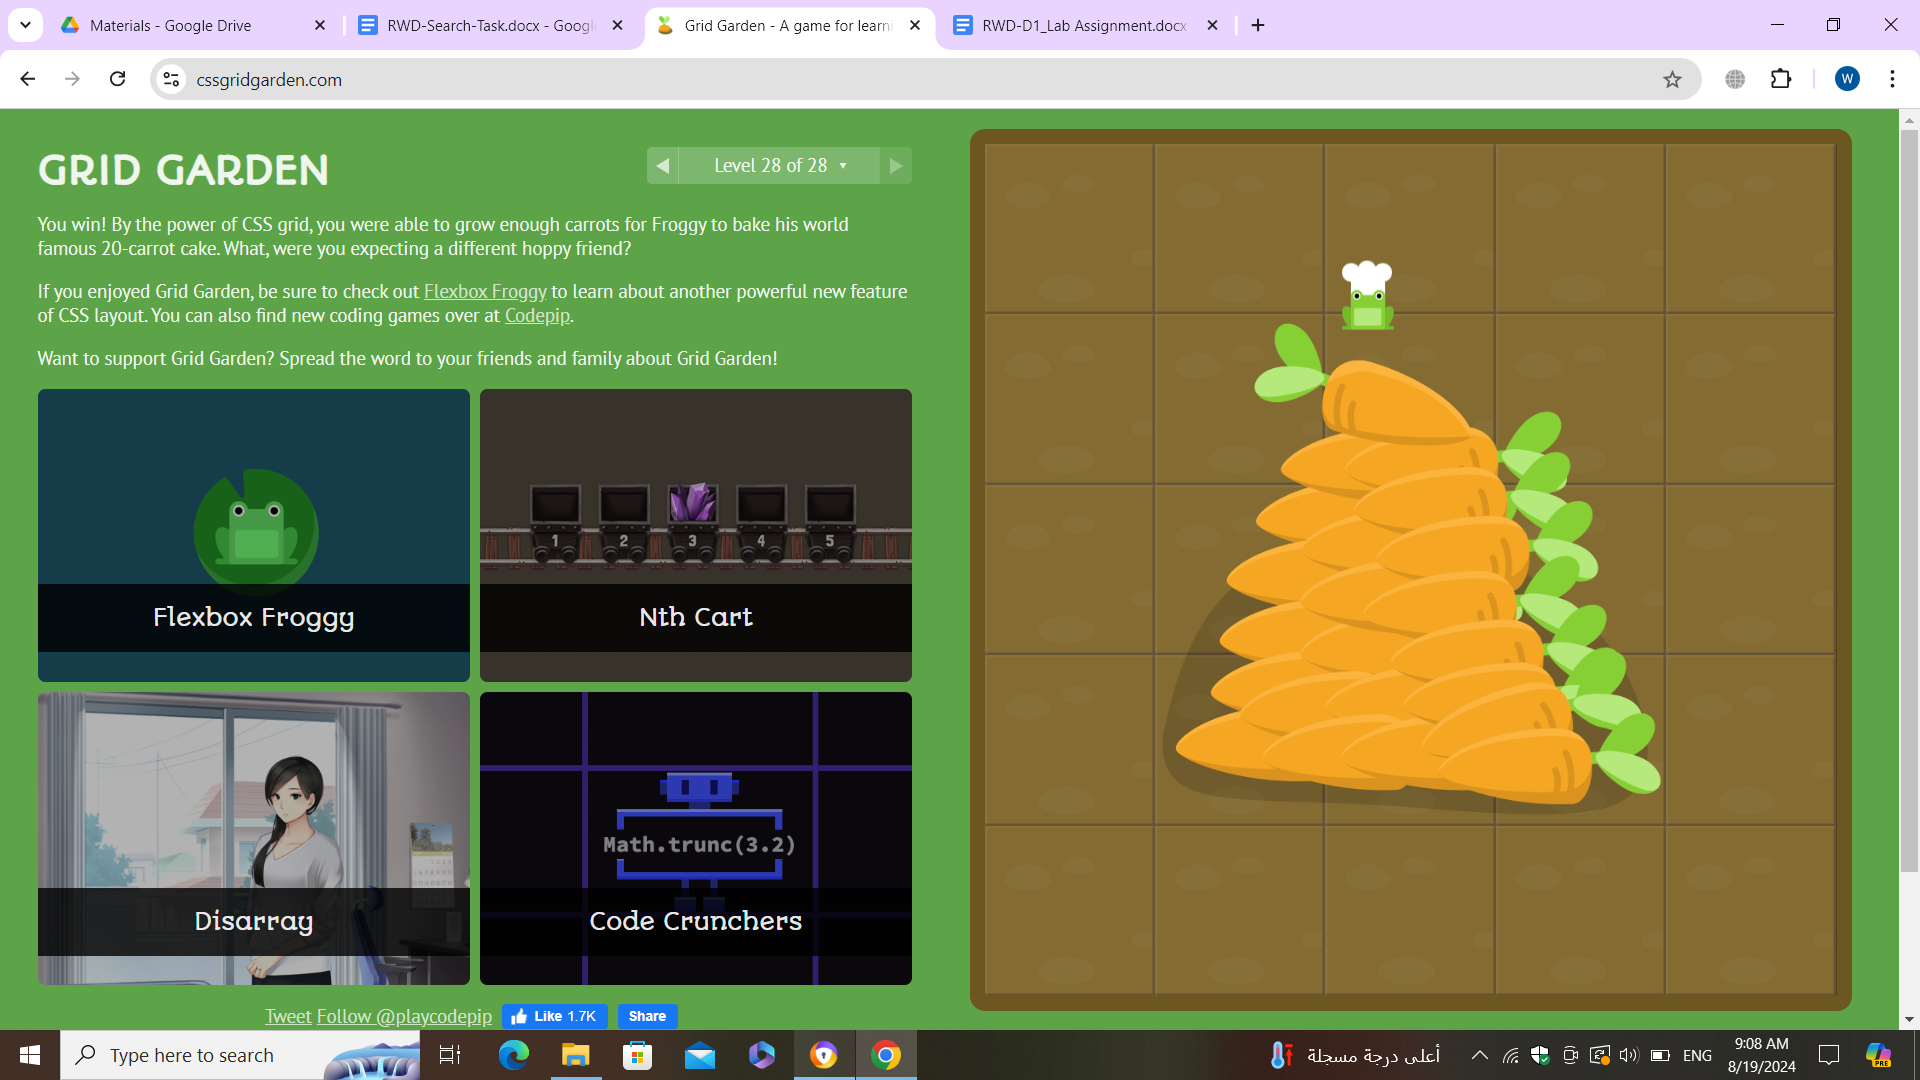 Materials - Google Drive
RWD-Search-Task.docx - Googl
Grid Garden - A game for learni
RWD-D1_Lab Assignment.docx
cssgridgarden.com
W
GRID GARDEN
Level 28 of 28
You win! By the power of CSS grid, you were able to grow enough carrots for Froggy to bake his world
famous 20-carrot cake. What, were you expecting a different hoppy friend?
If you enjoyed Grid Garden, be sure to check out Flexbox Froggy to learn about another powerful new feature
of CSS layout. You can also find new coding games over at Codepip.
Want to support Grid Garden? Spread the word to your friends and family about Grid Garden!
1 2 3 4 5
Flexbox Froggy
Nth Cart
Math.trunc(3.2)
Disarray
Code Crunchers
Tweet Follow @playcodepip
Like 1.7K
Share
Type here to search
أعلى درجة مسجلة
ENG
9:08 AM
8/19/2024
PRE